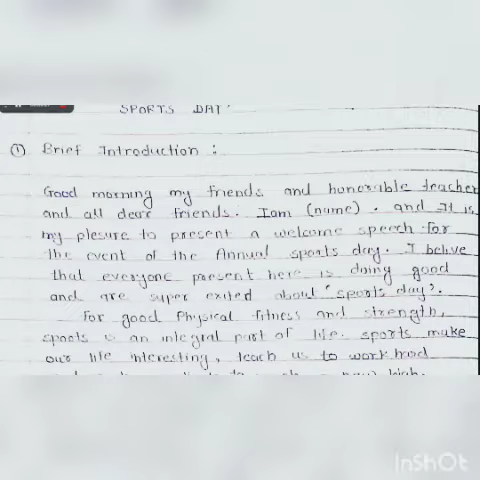 SPORTS DAY
① Brief Introduction :
Good morning my friends and honorable teacher
and all dear friends. I am (name). and It is
my plesure to present a welcome speech for
the event of the Annual sports day. I belive
that everyone present here is doing good
and are super exited about "sports day".
For good Physical fitness and strength,
spoots is an integral part of life. sports make
our life interesting, teach us to work hard
high.
InShOt